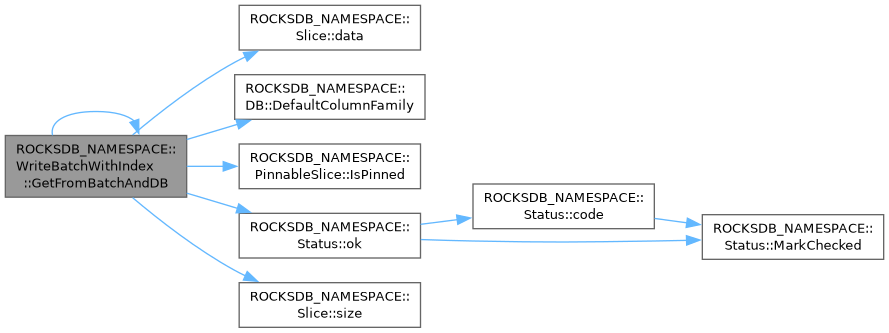 ROCKSDB_NAMESPACE::
WriteBatchWithIndex
::GetFromBatchAndDB
ROCKSDB_NAMESPACE::
Slice::data
ROCKSDB_NAMESPACE::
DB::DefaultColumnFamily
ROCKSDB_NAMESPACE::
PinnableSlice::IsPinned
ROCKSDB_NAMESPACE::
Status::ok
ROCKSDB_NAMESPACE::
Slice::size
ROCKSDB_NAMESPACE::
Status::code
ROCKSDB_NAMESPACE::
Status::MarkChecked